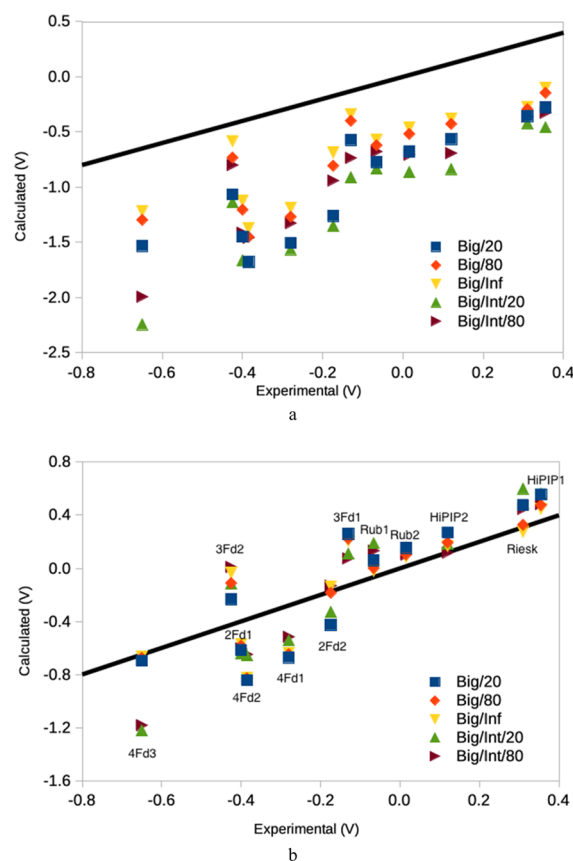 0.5
0.0
-0.5
-1.0
-1.5
-2.0
-2.5
Calculated (V)
Big/20
Big/80
Big/Inf
Big/Int/20
Big/Int/80
-0.8 -0.6 -0.4 -0.2 0.0 0.2 0.4
Experimental (V)
a
0.8
0.4
0.0
-0.4
-0.8
-1.2
-1.6
Calculated (V)
HiPIP1
3Fd1
Rub1
Rub2
HiPIP2
3Fd2
Riesk
2Fd1
2Fd2
4Fd1
4Fd2
4Fd3
Big/20
Big/80
Big/Inf
Big/Int/20
Big/Int/80
-0.8 -0.6 -0.4 -0.2 0.0 0.2 0.4
Experimental (V)
b